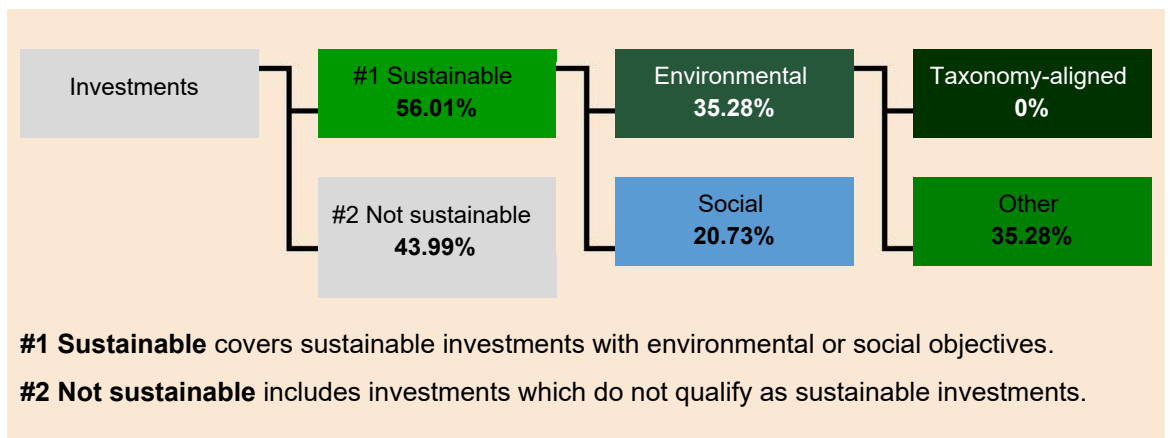 Investments
#1 Sustainable
56.01%
Environmental
35.28%
Taxonomy-aligned
0%
#2 Not sustainable
43.99%
Social
20.73%
Other
35.28%
#1 Sustainable covers sustainable investments with environmental or social objectives.
#2 Not sustainable includes investments which do not qualify as sustainable investments.